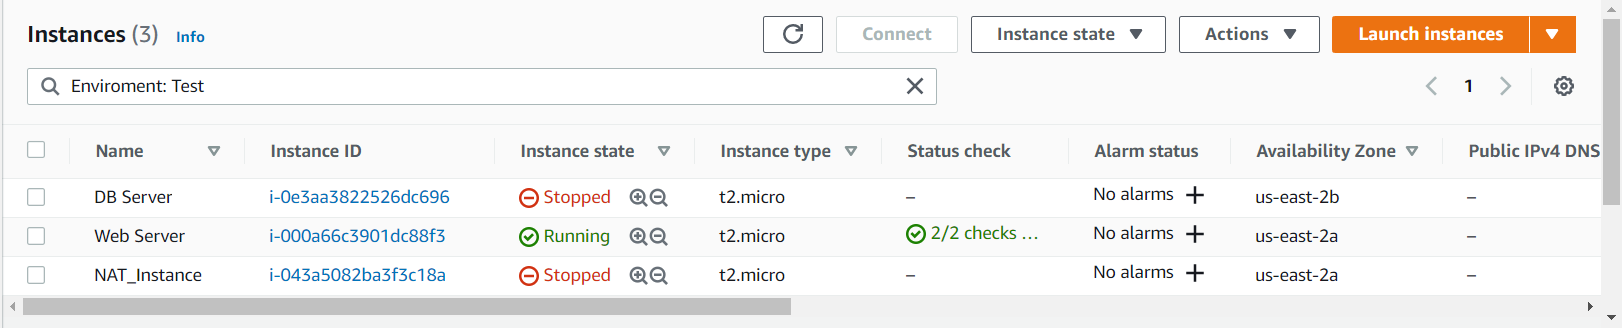 Instances (3) Info Connect Instance state Actions Launch instances
Enviroment: Test 1
Name Instance ID Instance state Instance type Status check Alarm status Availability Zone Public IPv4 DNS
DB Server i-0e3aa3822526dc696 Stopped t2.micro – No alarms + us-east-2b –
Web Server i-000a66c3901dc88f3 Running t2.micro 2/2 checks ... No alarms + us-east-2a –
NAT_Instance i-043a5082ba3f3c18a Stopped t2.micro – No alarms + us-east-2a –